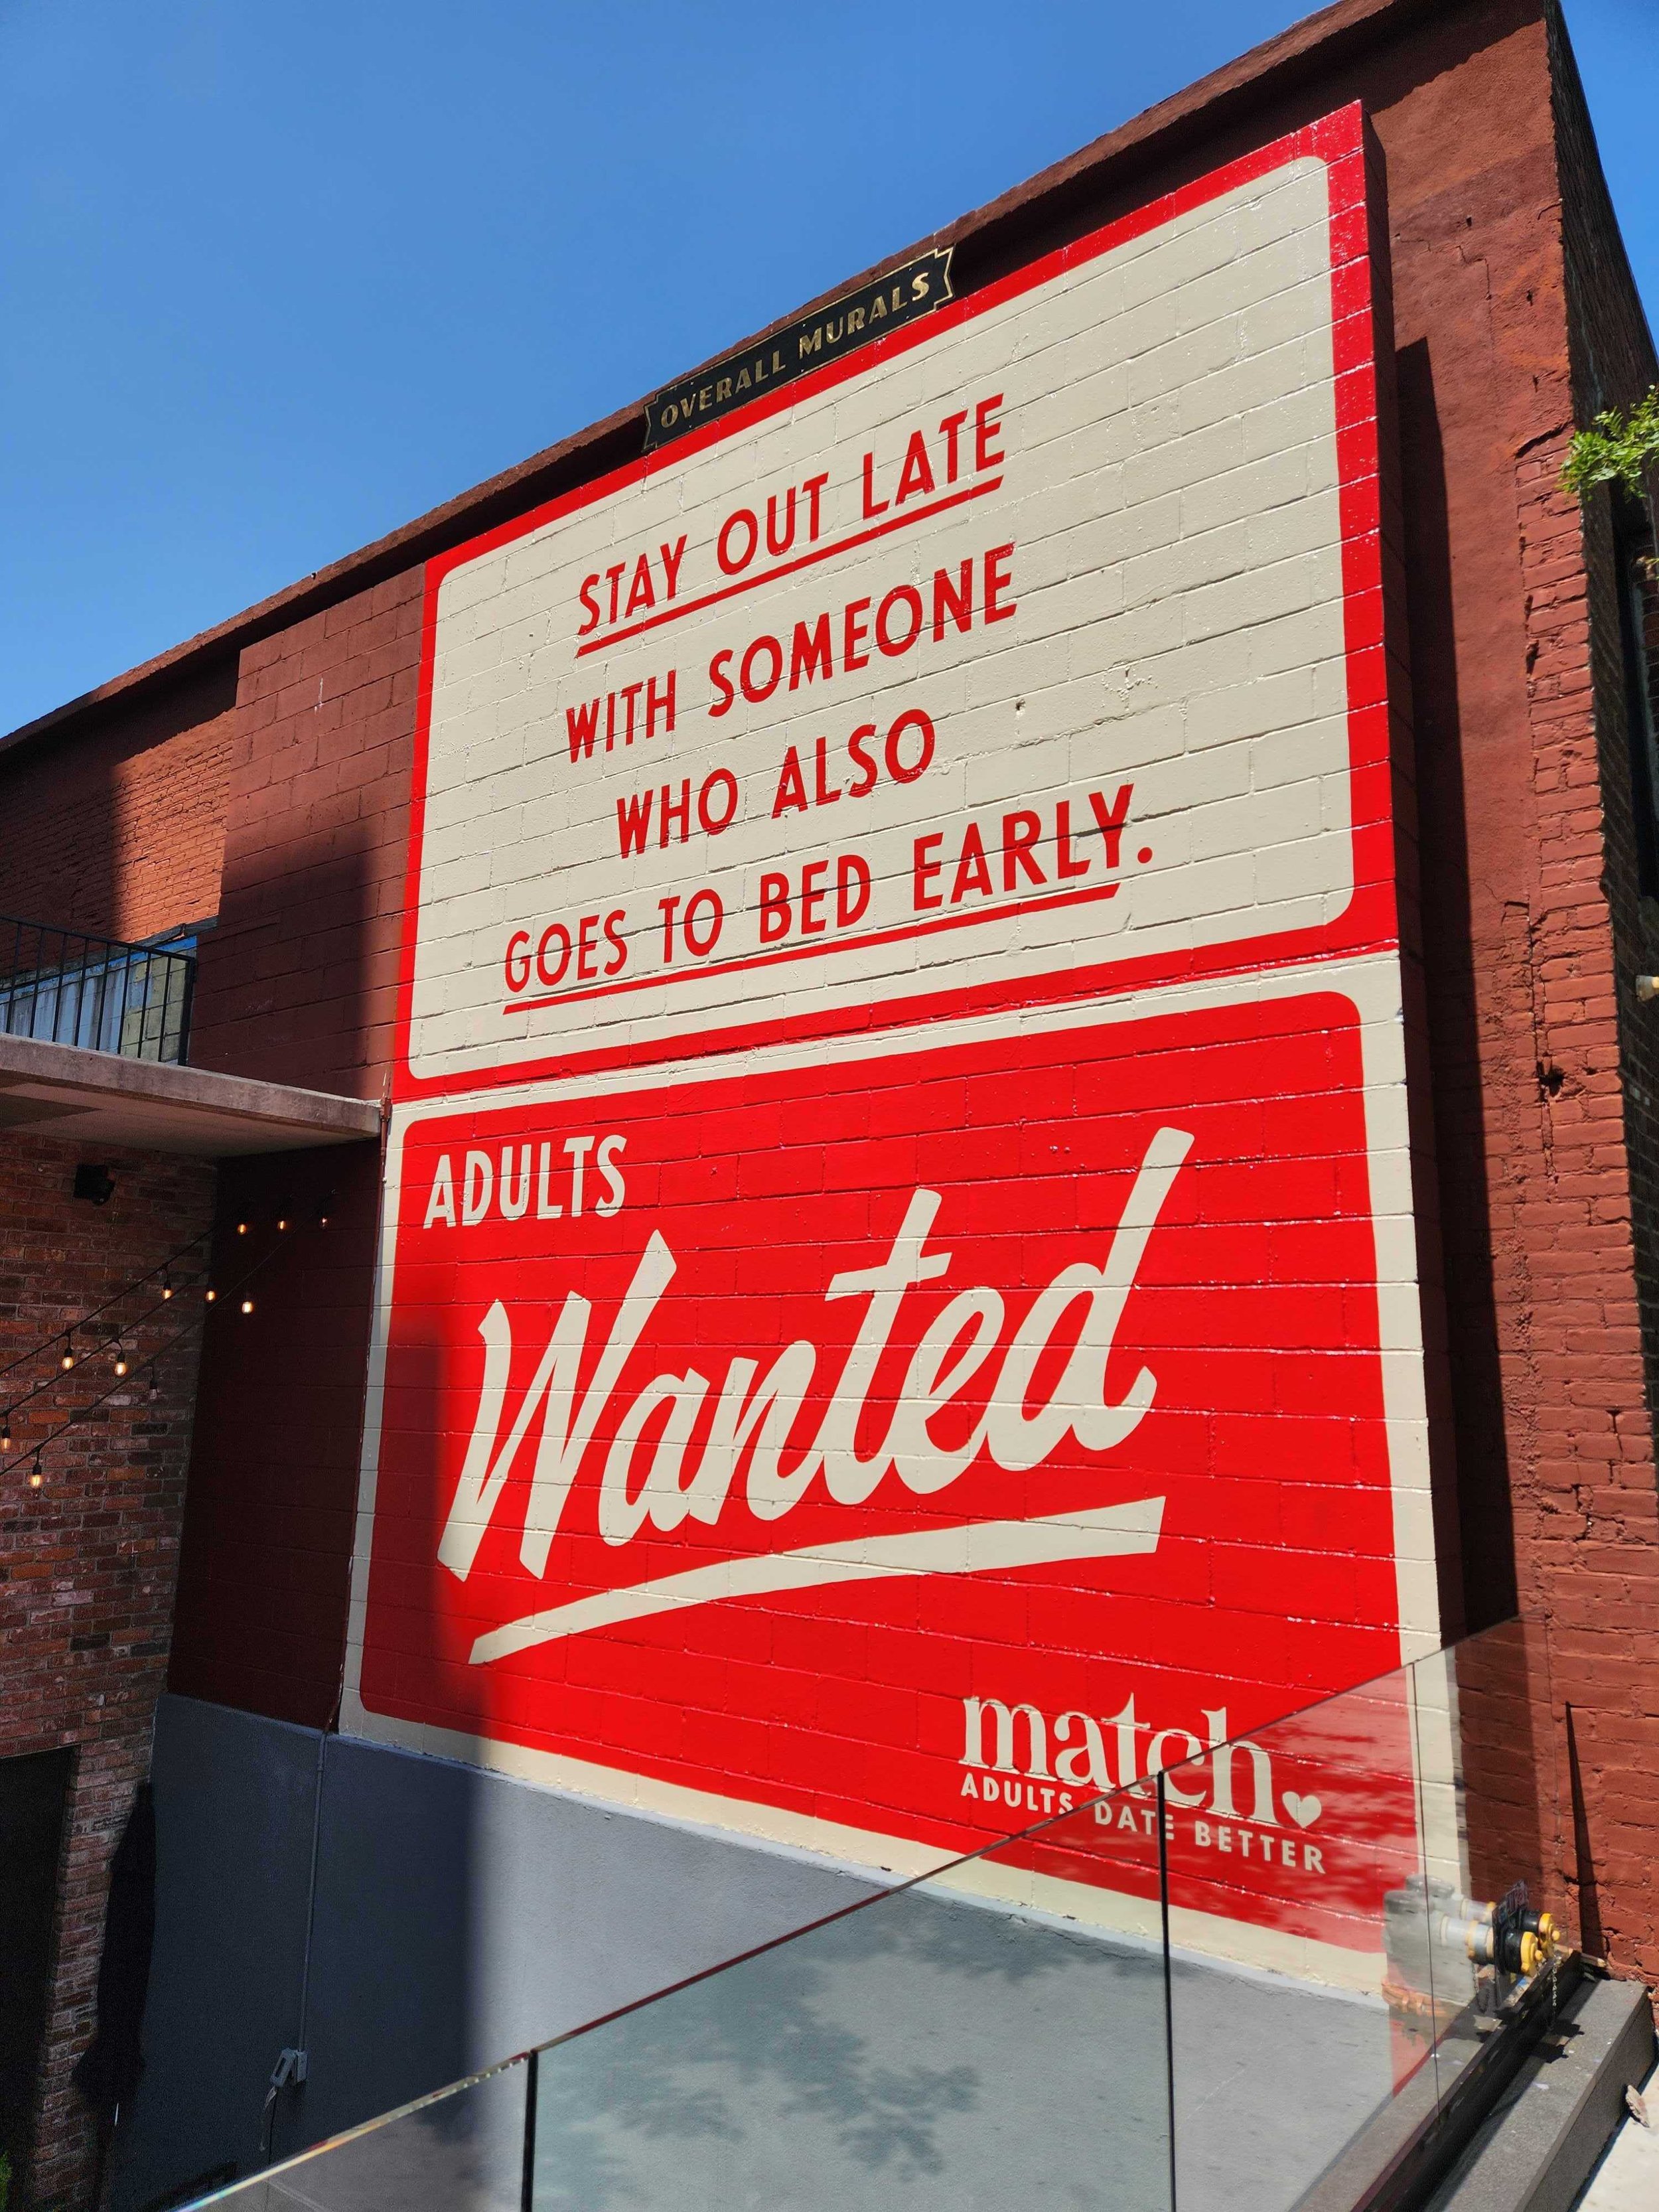 OVERALL MURALS
STAY OUT LATE
WITH SOMEONE
WHO ALSO
GOES TO BED EARLY.
ADULTS
Wanted
match
ADULTS DATE BETTER